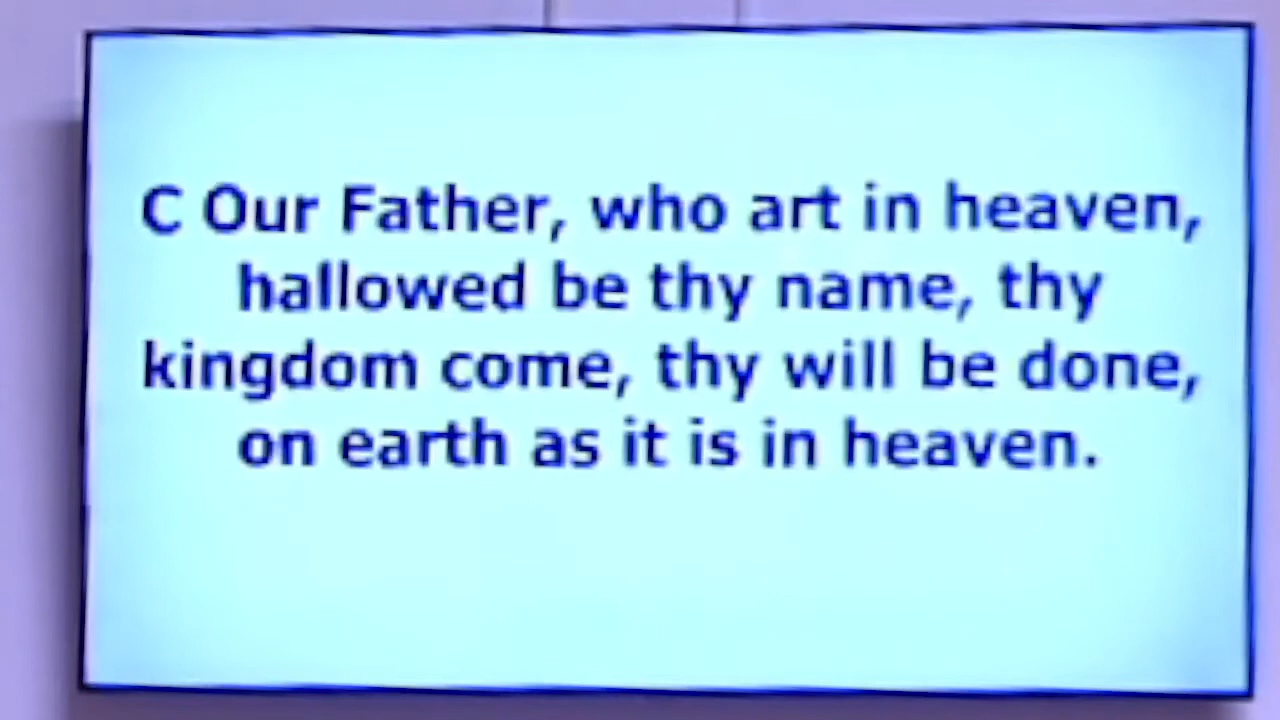 C Our Father, who art in heaven,
hallowed be thy name, thy
kingdom come, thy will be done,
on earth as it is in heaven.